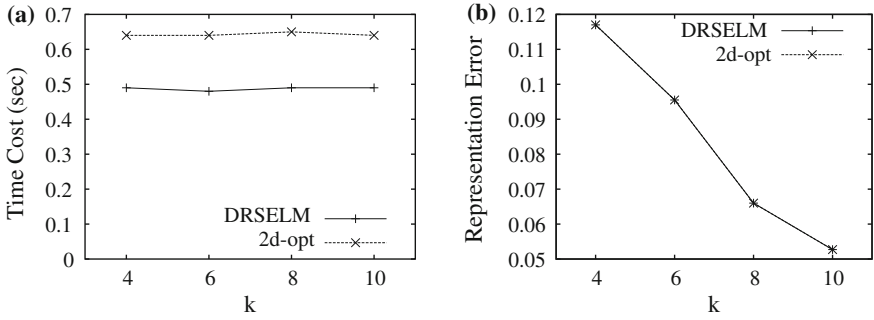 (a)
Time Cost (sec)
0.7
0.6
0.5
0.4
0.3
0.2
0.1
0
DRSELM
2d-opt
4 6 8 10
k
(b)
Representation Error
0.12
0.11
0.1
0.09
0.08
0.07
0.06
0.05
DRSELM
2d-opt
4 6 8 10
k